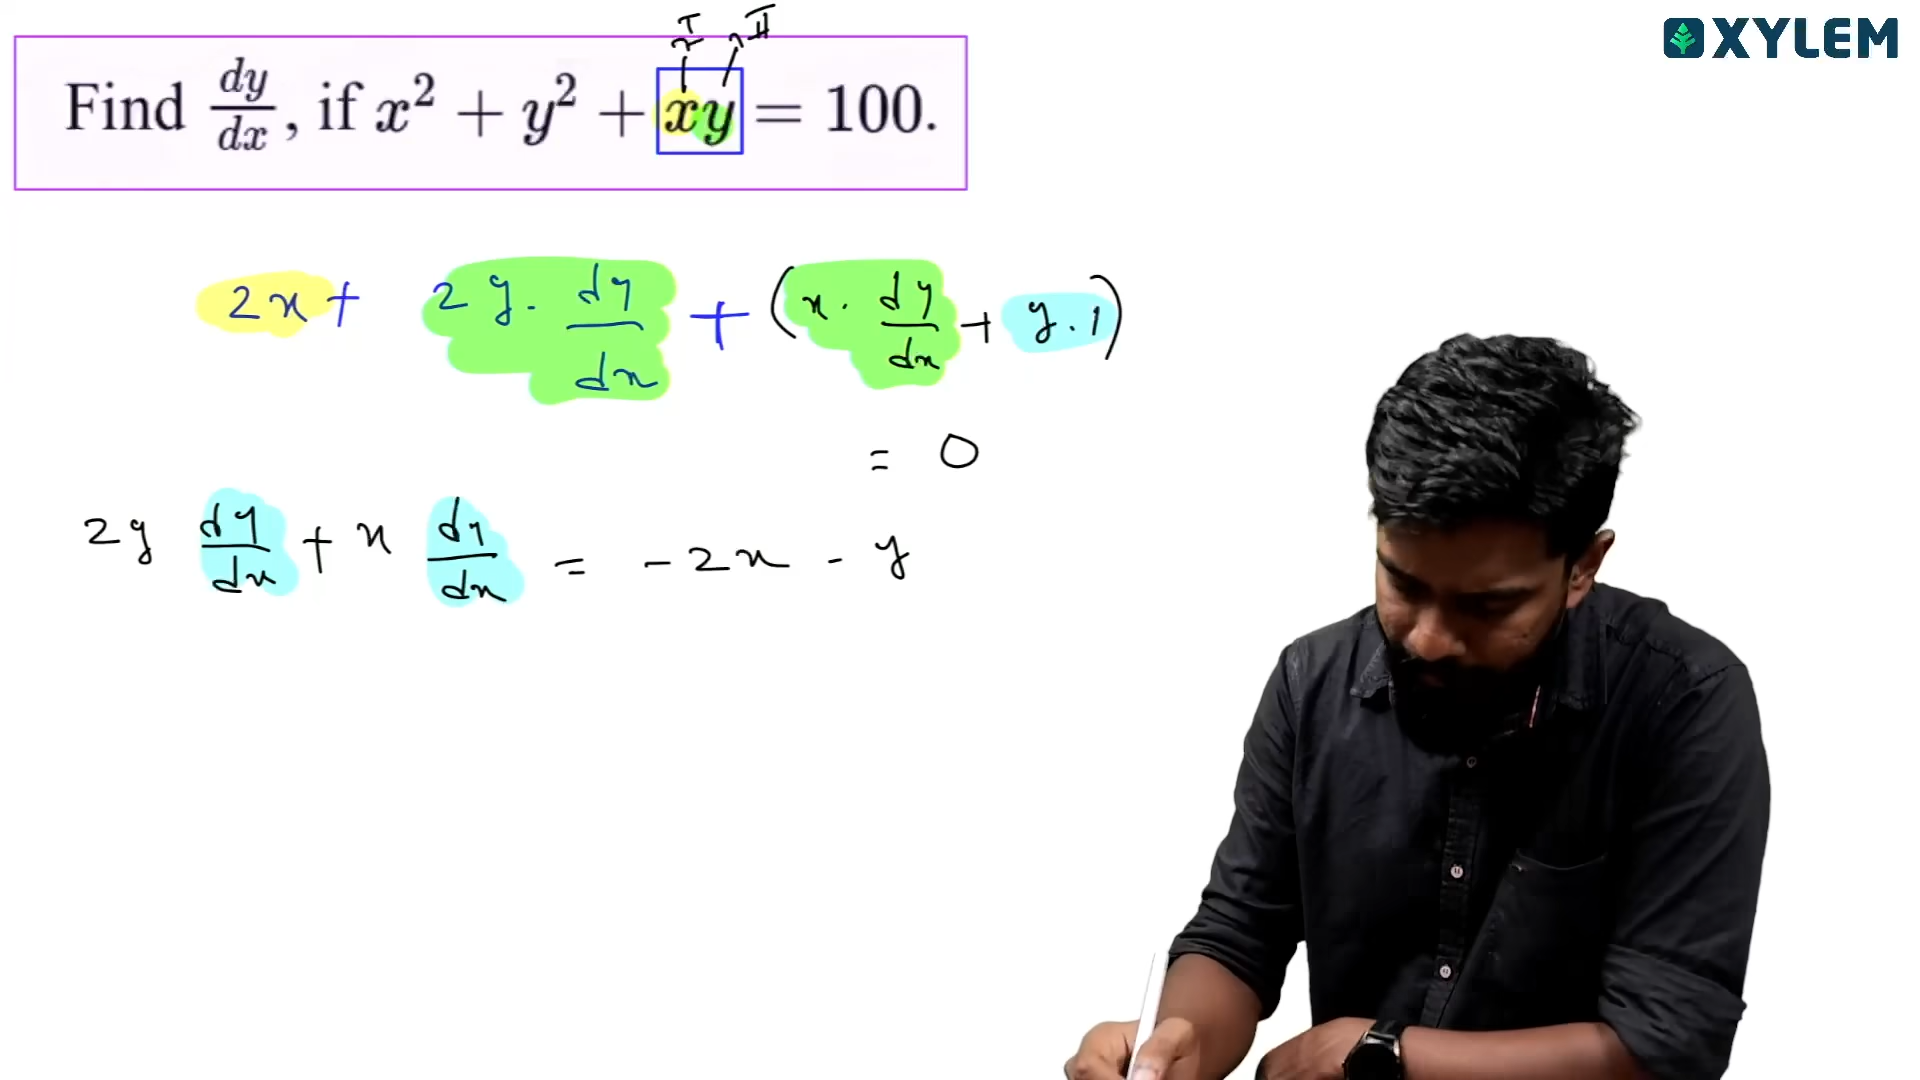 XYLEM
I II
Find dy/dx, if x² + y² + xy = 100.
2x + 2y. dy/dx + (x. dy/dx + y.1)
= 0
2y dy/dx + x dy/dx = -2x - y